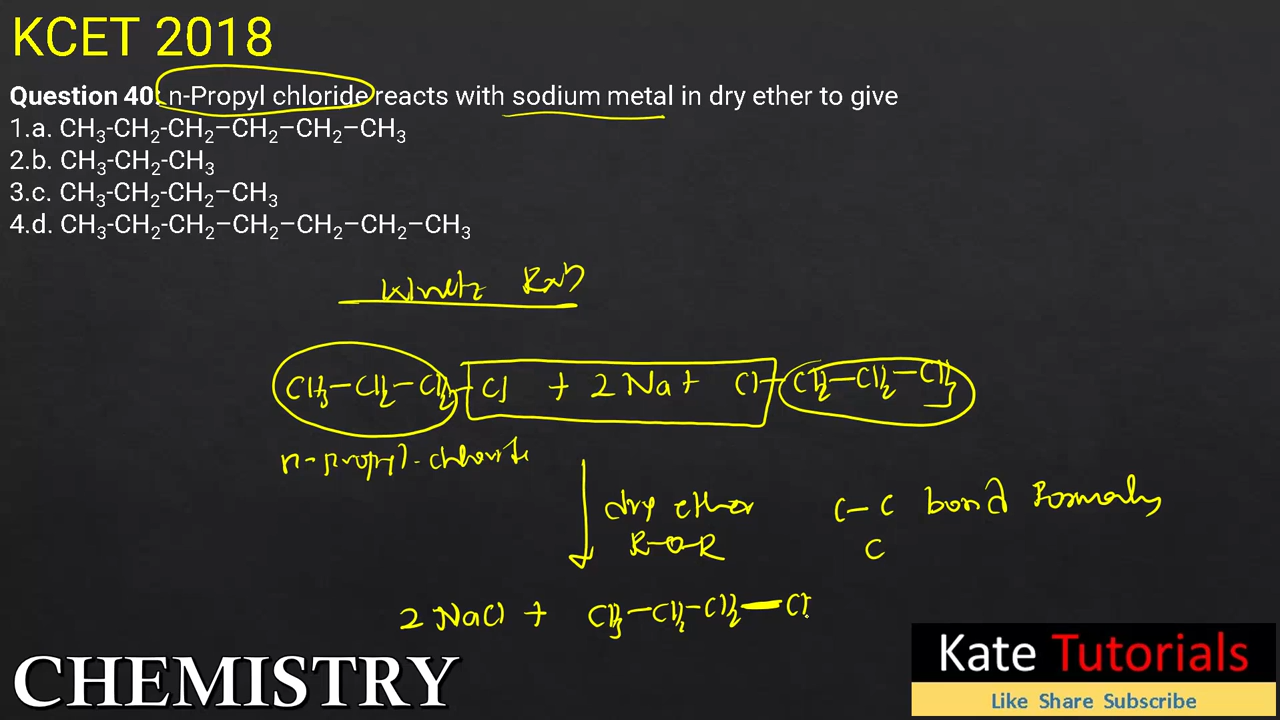 KCET 2018
Question 40: n-Propyl chloride reacts with sodium metal in dry ether to give
1.a. CH₃-CH₂-CH₂–CH₂–CH₂–CH₃
2.b. CH₃-CH₂-CH₃
3.c. CH₃-CH₂-CH₂–CH₃
4.d. CH₃-CH₂-CH₂–CH₂–CH₂–CH₂–CH₃
CH₃–CH₂–CH₂–Cl + 2Na + Cl–CH₂–CH₂–CH₃
n-propyl-chloride
dry ether
R-O-R
C–C bond
C
2NaCl + CH₃–CH₂–CH₂–CH
CHEMISTRY
Kate Tutorials
Like Share Subscribe